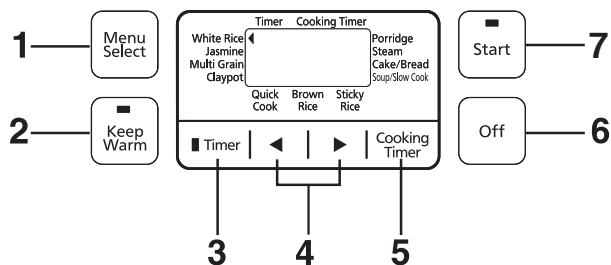 Timer Cooking Timer
1 Menu
Select
White Rice
Jasmine
Multi Grain
Claypot
Porridge
Steam
Cake/Bread
Soup/Slow Cook
Start 7
Quick
Cook
Brown
Rice
Sticky
Rice
2 Keep
Warm
Timer ◀ ▶ Cooking
Timer
Off 6
3 4 5